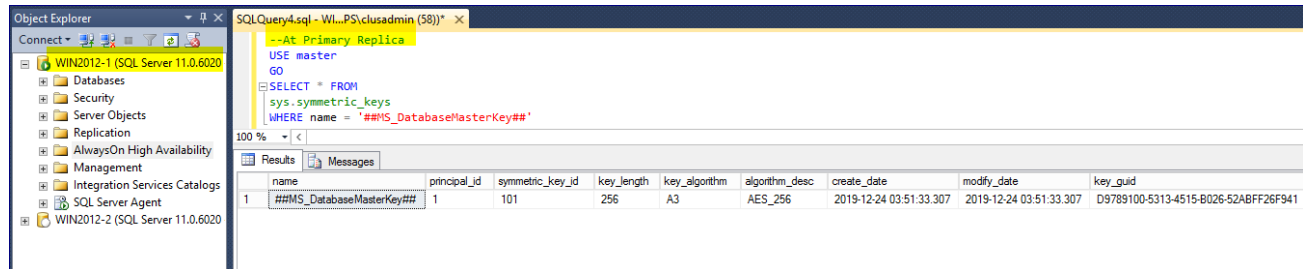 Object Explorer
Connect
WIN2012-1 (SQL Server 11.0.6020
Databases
Security
Server Objects
Replication
AlwaysOn High Availability
Management
Integration Services Catalogs
SQL Server Agent
WIN2012-2 (SQL Server 11.0.6020
SQLQuery4.sql - WI...PS\clusadmin (58))*
--At Primary Replica
USE master
GO
SELECT * FROM
sys.symmetric_keys
WHERE name = '##MS_DatabaseMasterKey##'
100 %
Results Messages
name principal_id symmetric_key_id key_length key_algorithm algorithm_desc create_date modify_date key_guid
1 ##MS_DatabaseMasterKey## 1 101 256 A3 AES_256 2019-12-24 03:51:33.307 2019-12-24 03:51:33.307 D9789100-5313-4515-B026-52ABFF26F941